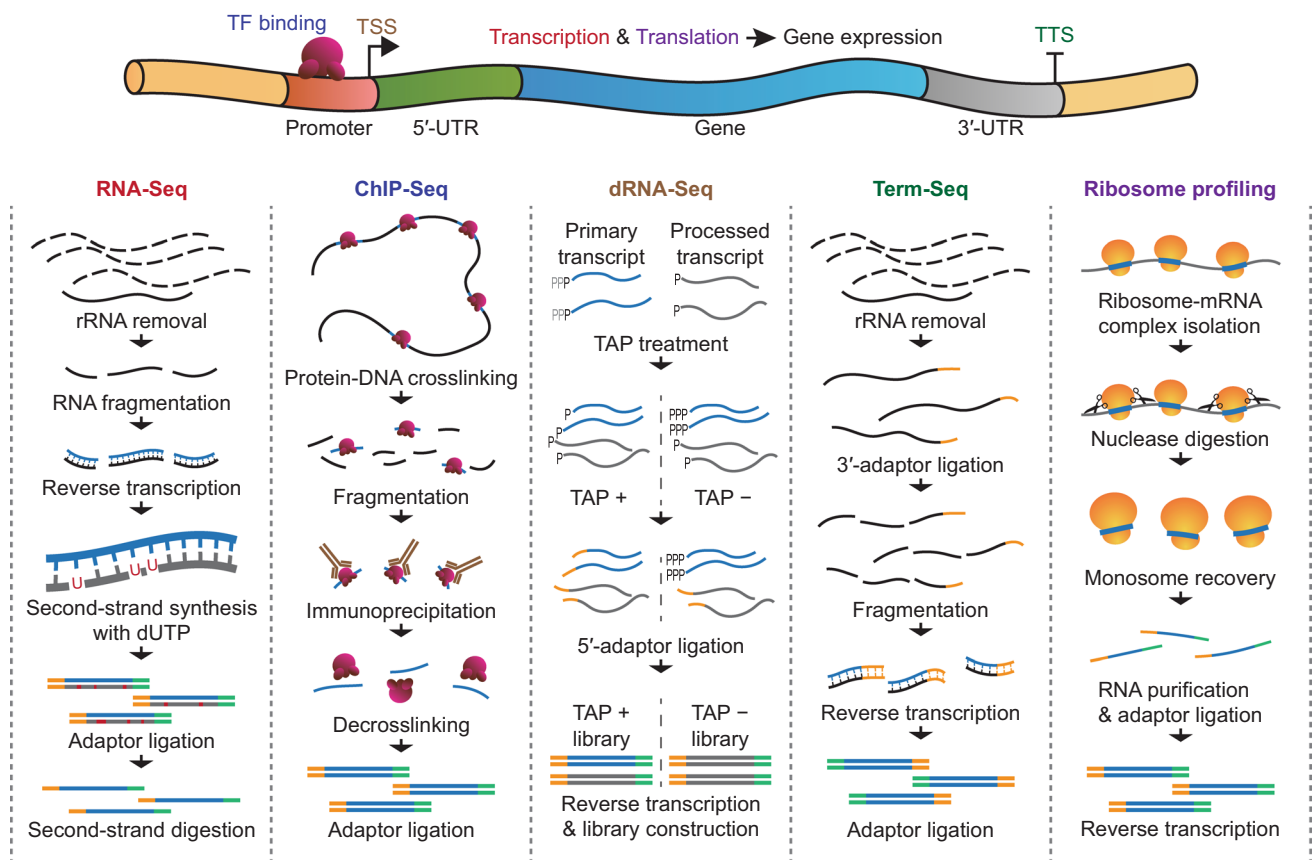 TF binding
TSS
Transcription & Translation → Gene expression
TTS
Promoter
5′-UTR
Gene
3′-UTR
RNA-Seq
rRNA removal
RNA fragmentation
Reverse transcription
U
U
U
Second-strand synthesis
with dUTP
Adaptor ligation
Second-strand digestion
ChIP-Seq
Protein-DNA crosslinking
Fragmentation
Immunoprecipitation
Decrosslinking
Adaptor ligation
dRNA-Seq
Primary
transcript
Processed
transcript
PPP
P
PPP
P
TAP treatment
P
PPP
P
PPP
P
P
P
P
TAP +
TAP −
PPP
PPP
5′-adaptor ligation
TAP +
library
TAP −
library
Reverse transcription
& library construction
Term-Seq
rRNA removal
3′-adaptor ligation
Fragmentation
Reverse transcription
Adaptor ligation
Ribosome profiling
Ribosome-mRNA
complex isolation
Nuclease digestion
Monosome recovery
RNA purification
& adaptor ligation
Reverse transcription